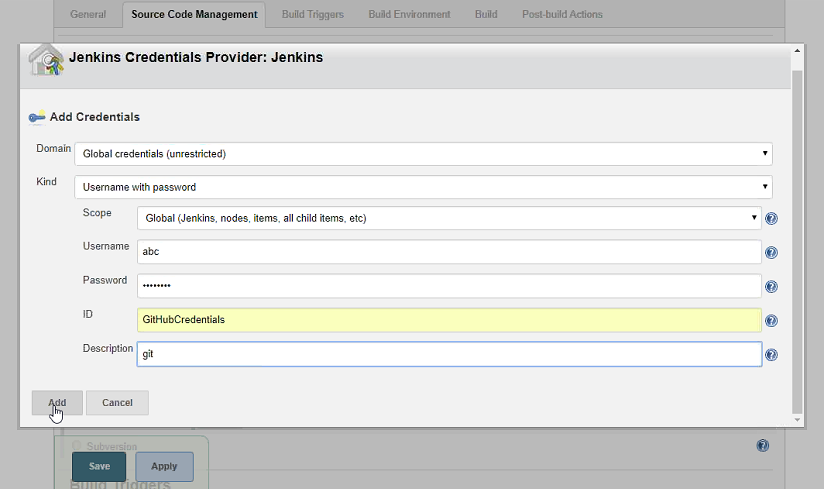 General Source Code Management Build Triggers Build Environment Build Post-build Actions
Jenkins Credentials Provider: Jenkins
Add Credentials
Domain Global credentials (unrestricted)
Kind Username with password
Scope Global (Jenkins, nodes, items, all child items, etc)
Username abc
Password ••••••••
ID GitHubCredentials
Description git
Add Cancel
Subversion
Save Apply
Build Triggers